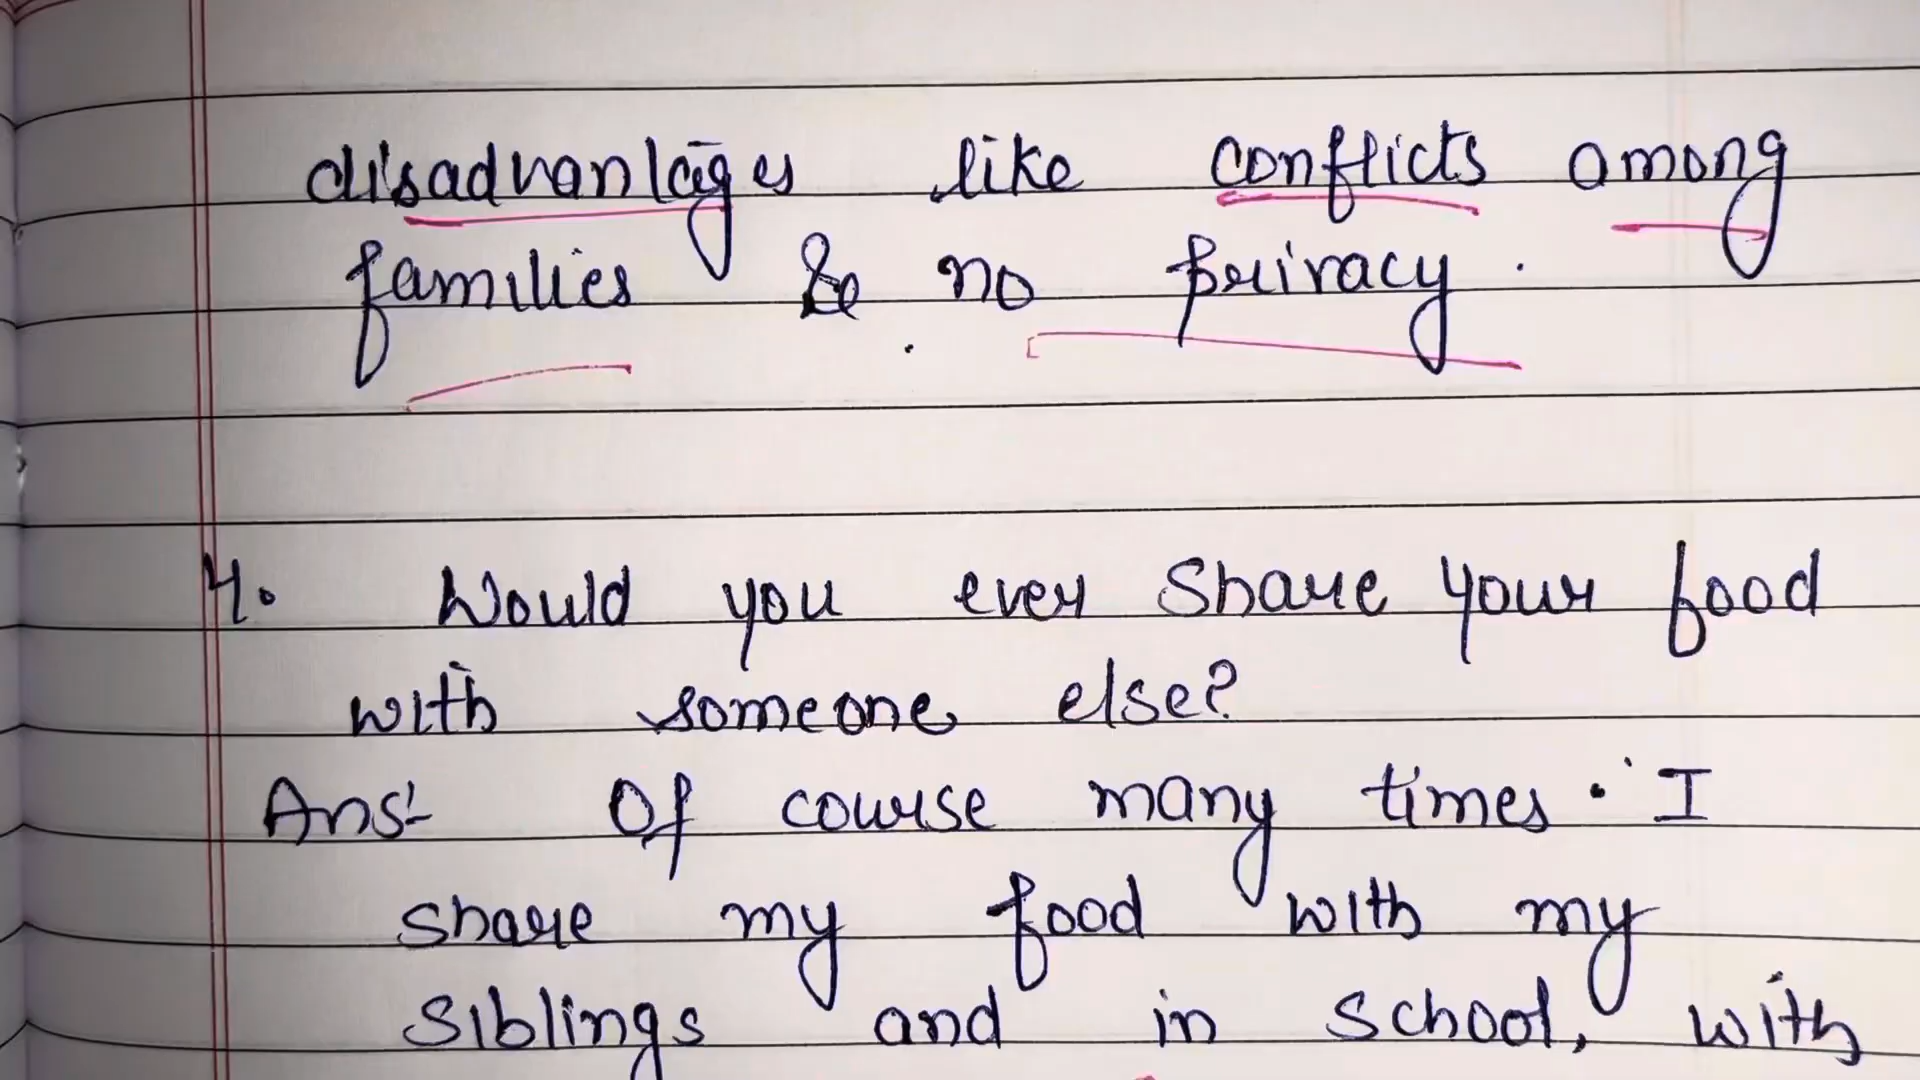 disadvantages like conflicts among
families & no privacy.
4. Would you ever share your food
with someone else?
Ans:- Of course many times. I
share my food with my
siblings and in school, with